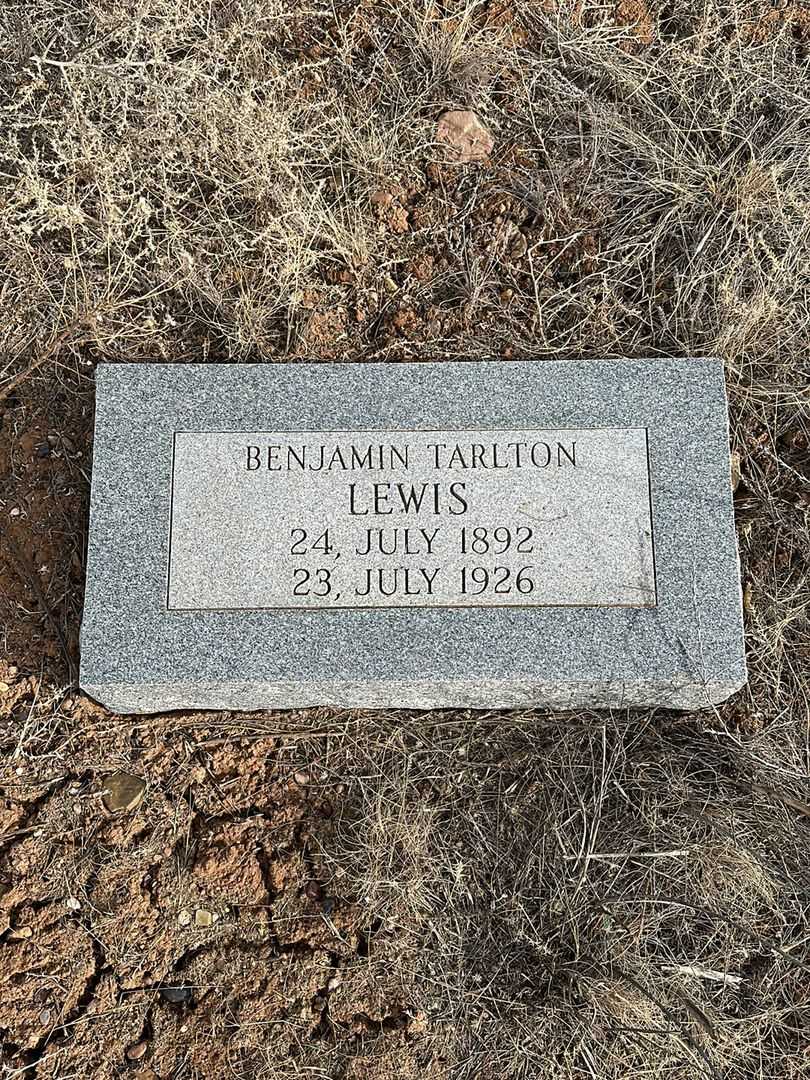 BENJAMIN TARLTON
LEWIS
24, JULY 1892
23, JULY 1926